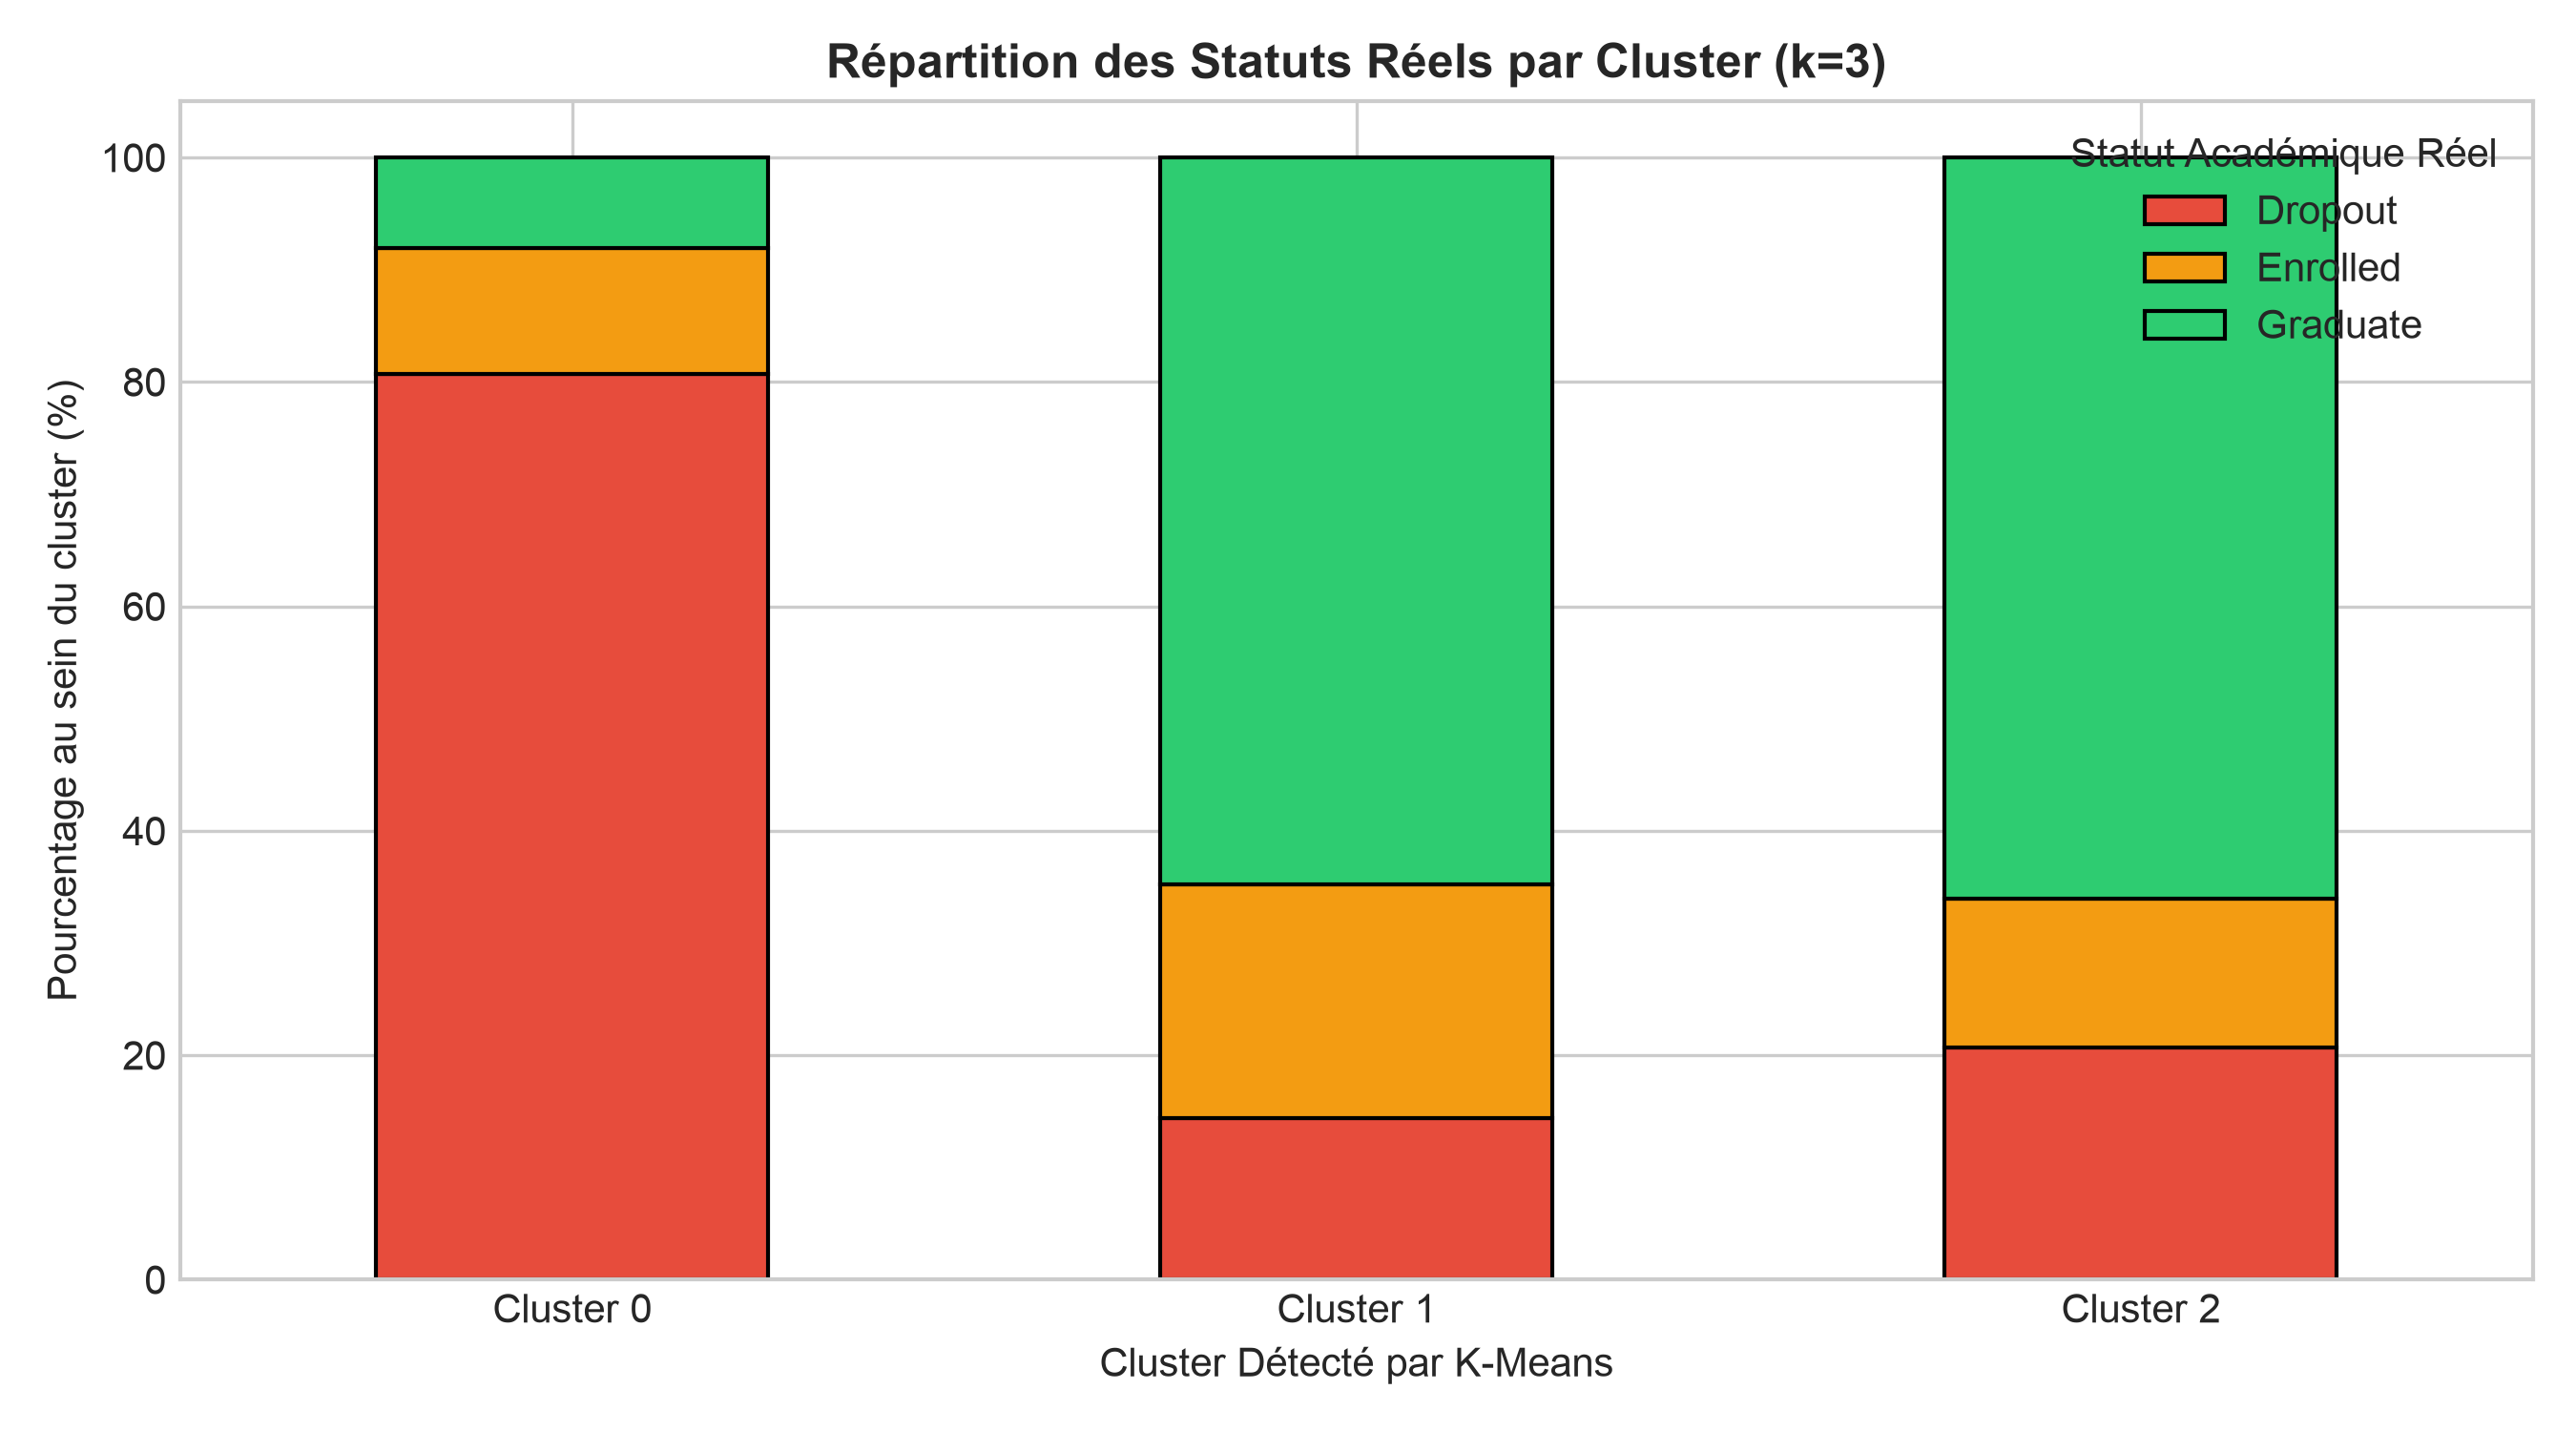 Répartition des Statuts Réels par Cluster (k=3)
Statut Académique Réel
Dropout
Enrolled
Graduate
Pourcentage au sein du cluster (%)
100
80
60
40
20
0
Cluster 0
Cluster 1
Cluster 2
Cluster Détecté par K-Means